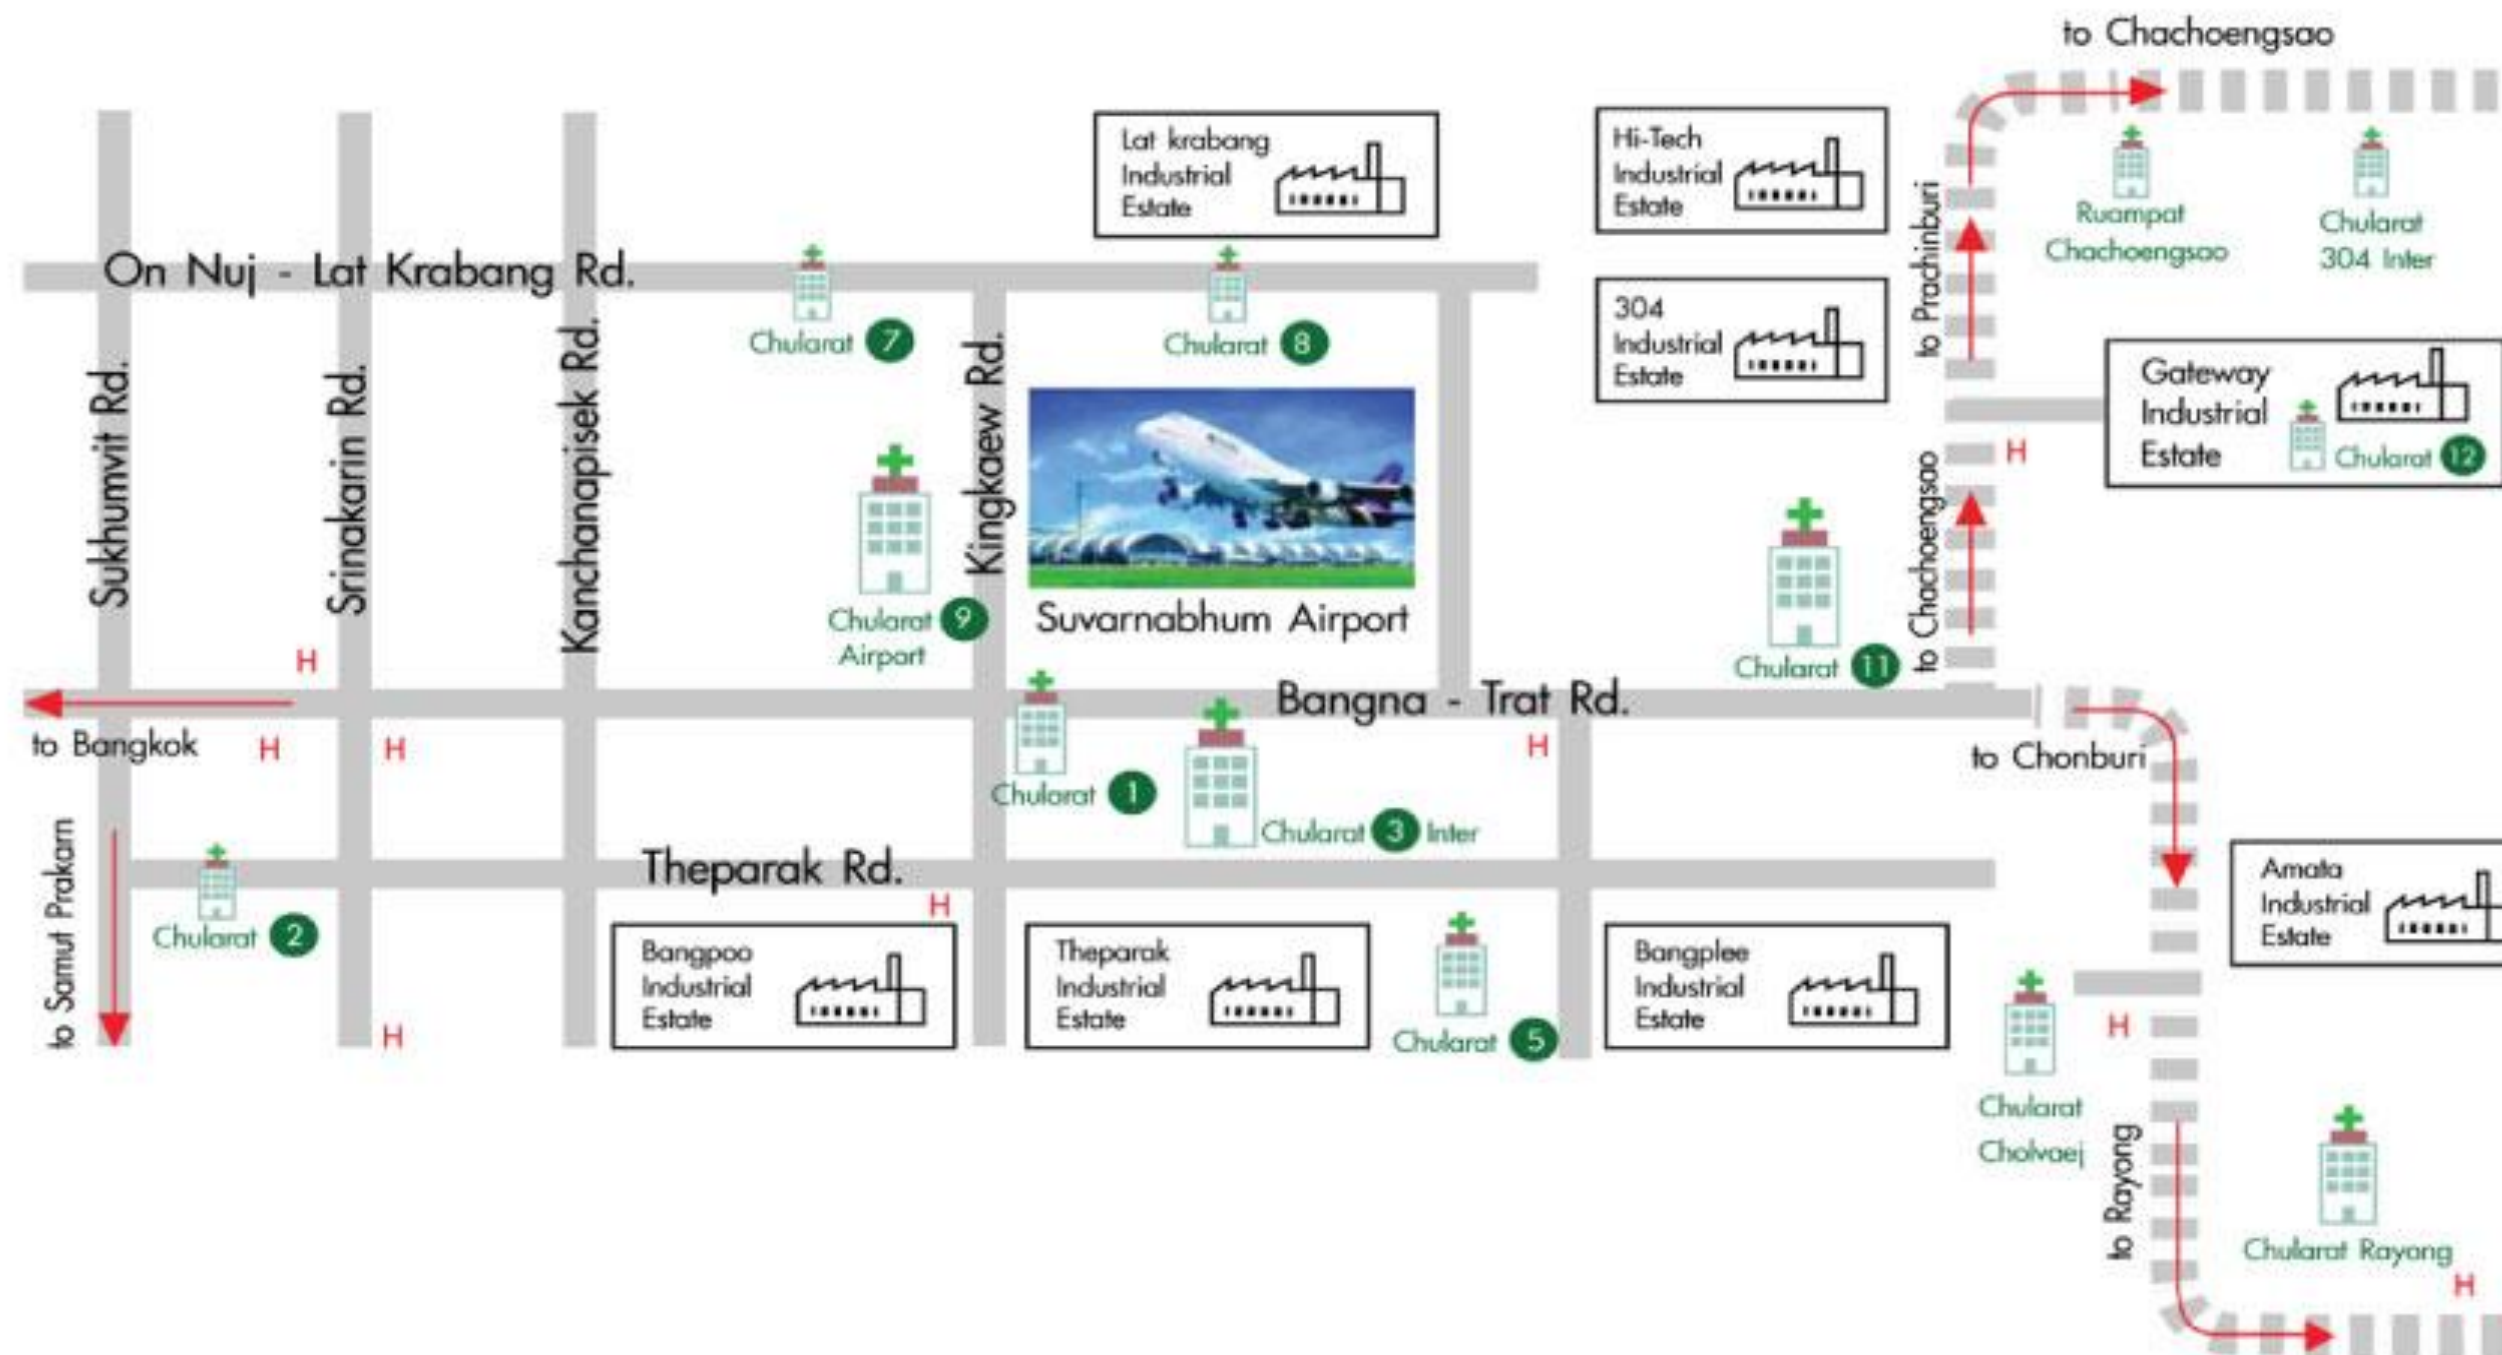 to Chachoengsao
Lat krabang
Industrial
Estate
Hi-Tech
Industrial
Estate
to Prachinburi
Ruampat
Chachoengsao
Chularat
304 Inter
On Nuj - Lat Krabang Rd.
Chularat 7
Chularat 8
304
Industrial
Estate
Gateway
Industrial
Estate
Chularat 12
H
Sukhumvit Rd.
Srinakarin Rd.
Kanchanapisek Rd.
Kingkaew Rd.
Chularat 9
Airport
Suvarnabhum Airport
Chularat 11
to Chachoengsao
H
Bangna - Trat Rd.
to Bangkok
H
H
H
to Chonburi
Chularat 1
Chularat 3 Inter
to Samut Prakarn
Theparak Rd.
H
Chularat 2
Bangpoo
Industrial
Estate
Theparak
Industrial
Estate
Chularat 5
Bangplee
Industrial
Estate
Amata
Industrial
Estate
H
H
Chularat
Cholvaej
to Rayong
Chularat Rayong
H